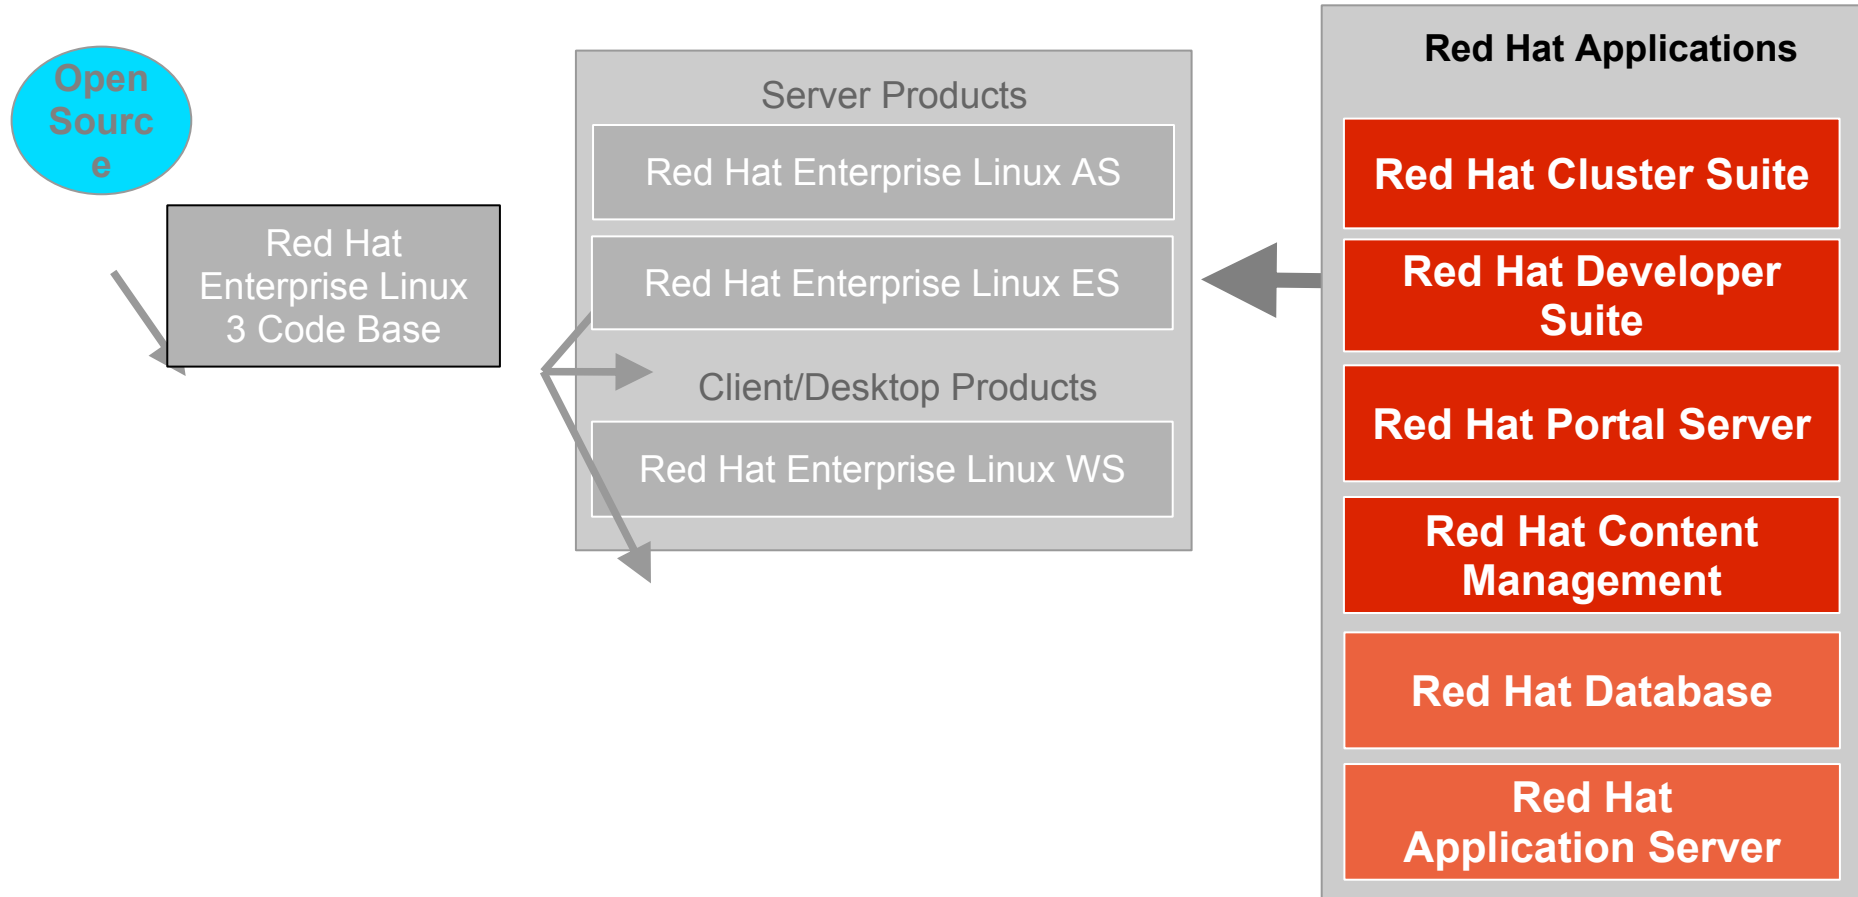 Open
Sourc
e
Red Hat
Enterprise Linux
3 Code Base
Server Products
Red Hat Enterprise Linux AS
Red Hat Enterprise Linux ES
Client/Desktop Products
Red Hat Enterprise Linux WS
Red Hat Applications
Red Hat Cluster Suite
Red Hat Developer
Suite
Red Hat Portal Server
Red Hat Content
Management
Red Hat Database
Red Hat
Application Server